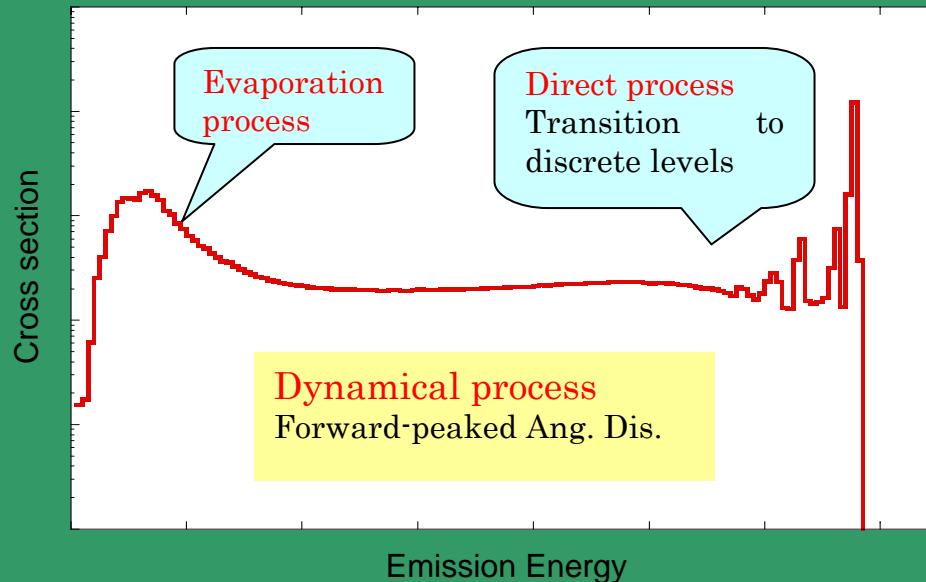 Evaporation
process
Direct process
Transition to
discrete levels
Cross section
Dynamical process
Forward-peaked Ang. Dis.
Emission Energy